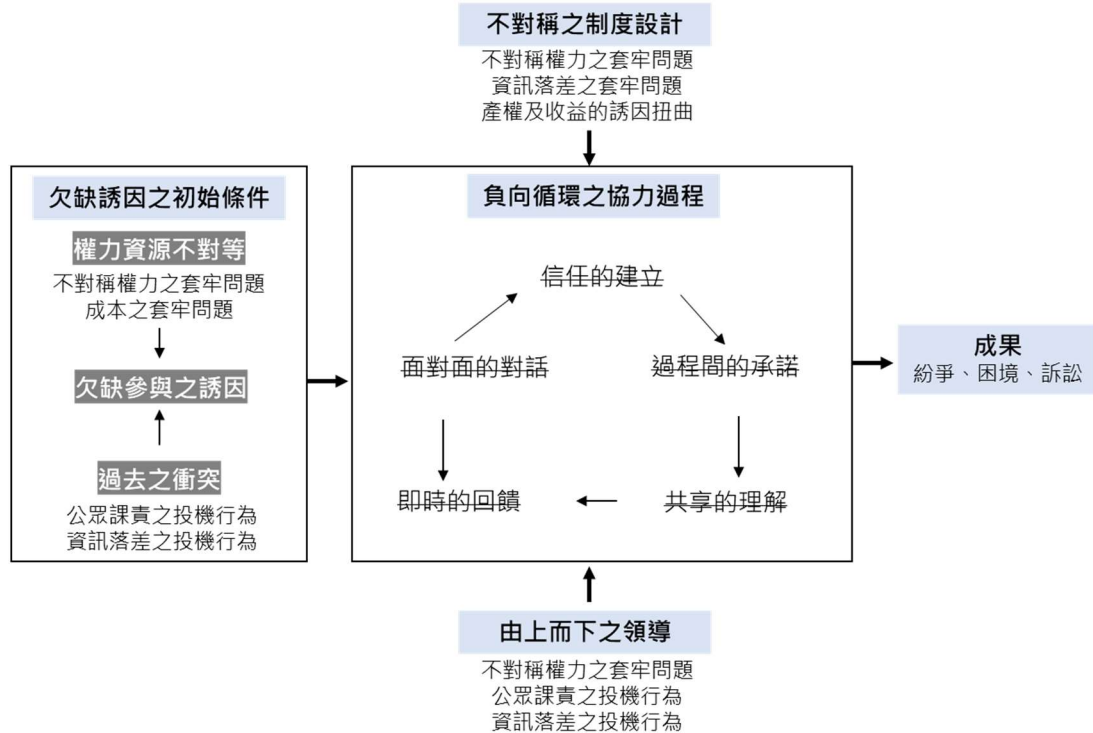 不對稱之制度設計
不對稱權力之套牢問題
資訊落差之套牢問題
產權及收益的誘因扭曲
欠缺誘因之初始條件
權力資源不對等
不對稱權力之套牢問題
成本之套牢問題
欠缺參與之誘因
過去之衝突
公眾課責之投機行為
資訊落差之投機行為
負向循環之協力過程
信任的建立
面對面的對話
過程間的承諾
即時的回饋
共享的理解
成果
紛爭、困境、訴訟
由上而下之領導
不對稱權力之套牢問題
公眾課責之投機行為
資訊落差之投機行為